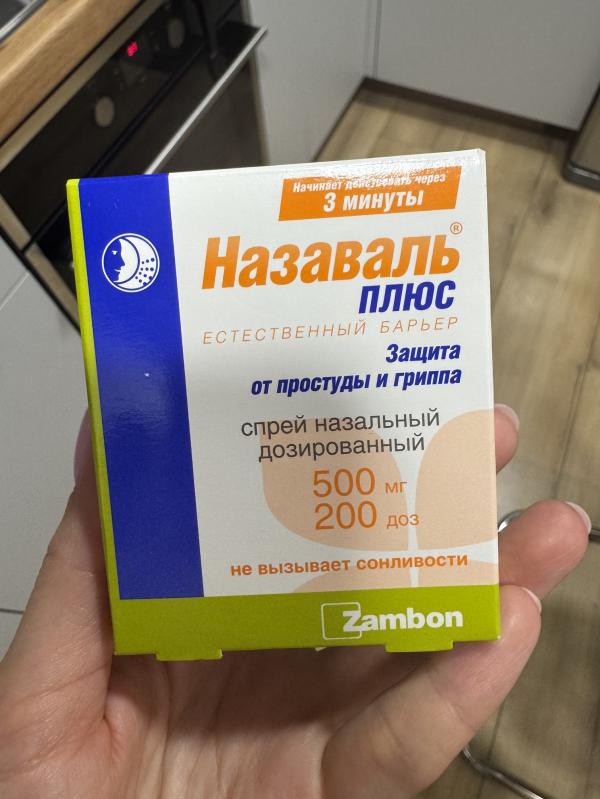 Начинает действовать через
3 минуты
Назаваль®
плюс
ЕСТЕСТВЕННЫЙ БАРЬЕР
Защита
от простуды и гриппа
спрей назальный
дозированный
500 мг
200 доз
не вызывает сонливости
Zambon